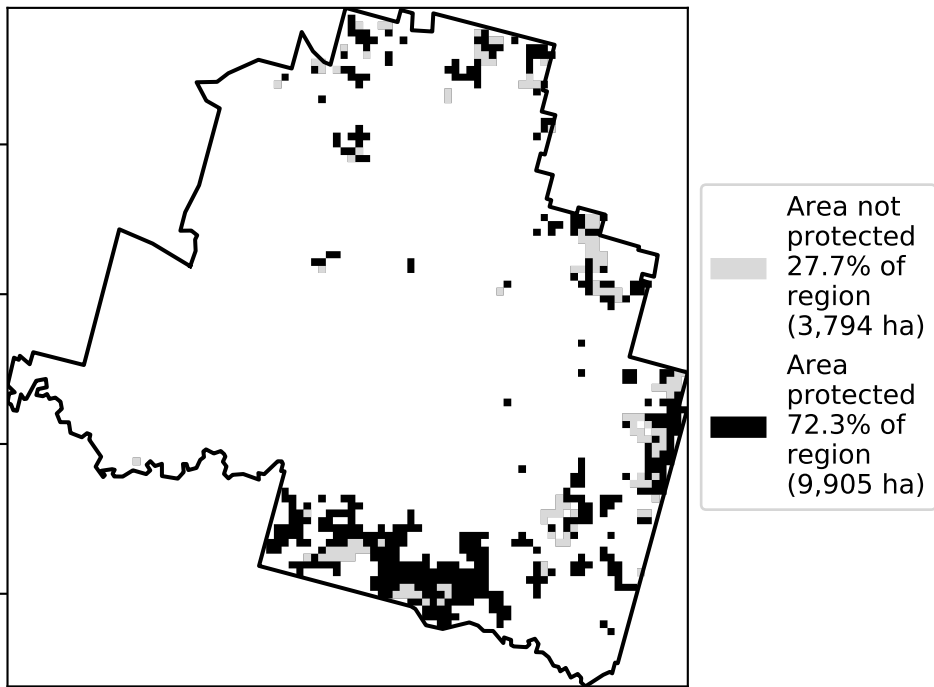 Area not
protected
27.7% of
region
(3,794 ha)
Area
protected
72.3% of
region
(9,905 ha)